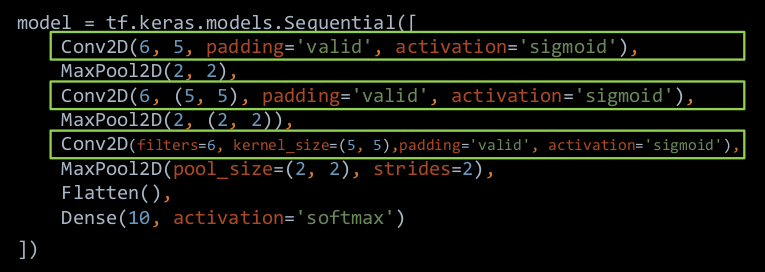 model = tf.keras.models.Sequential([
Conv2D(6, 5, padding='valid', activation='sigmoid'),
MaxPool2D(2, 2),
Conv2D(6, (5, 5), padding='valid', activation='sigmoid'),
MaxPool2D(2, (2, 2)),
Conv2D(filters=6, kernel_size=(5, 5),padding='valid', activation='sigmoid'),
MaxPool2D(pool_size=(2, 2), strides=2),
Flatten(),
Dense(10, activation='softmax')
])